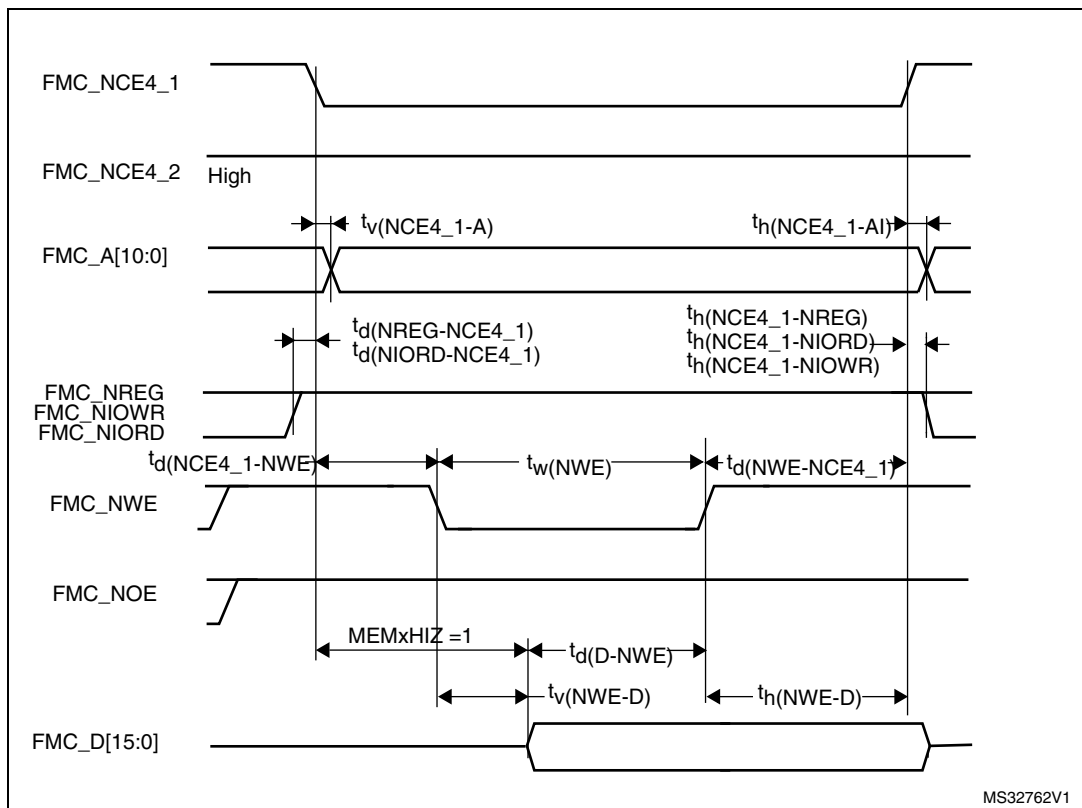 FMC_NCE4_1
FMC_NCE4_2 High
tv(NCE4_1-A)
th(NCE4_1-AI)
FMC_A[10:0]
td(NREG-NCE4_1)
td(NIORD-NCE4_1)
th(NCE4_1-NREG)
th(NCE4_1-NIORD)
th(NCE4_1-NIOWR)
FMC_NREG
FMC_NIOWR
FMC_NIORD
td(NCE4_1-NWE)
tw(NWE)
td(NWE-NCE4_1)
FMC_NWE
FMC_NOE
MEMxHIZ =1
td(D-NWE)
tv(NWE-D)
th(NWE-D)
FMC_D[15:0]
MS32762V1